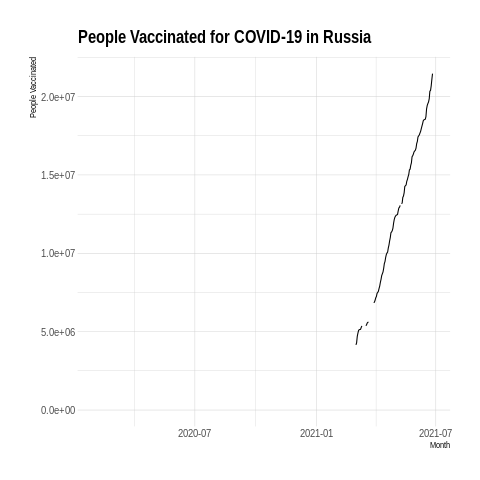 People Vaccinated for COVID-19 in Russia
People Vaccinated
2.0e+07
1.5e+07
1.0e+07
5.0e+06
0.0e+00
2020-07
2021-01
2021-07
Month